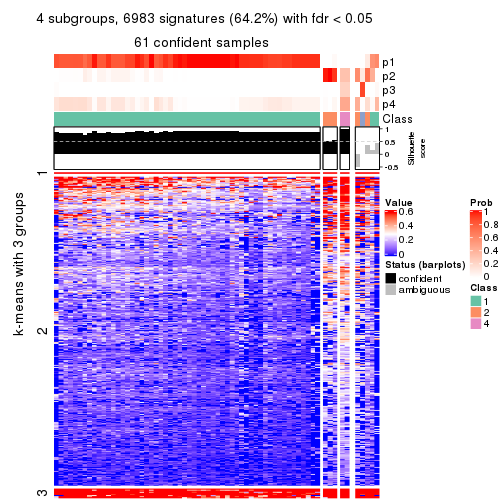 4 subgroups, 6983 signatures (64.2%) with fdr < 0.05
61 confident samples
p1
p2
p3
p4
Class
1
0.5
0
-0.5
Silhouette
score
k-means with 3 groups
1
2
3
Value
0.6
0.4
0.2
0
Status (barplots)
confident
ambiguous
Prob
1
0.8
0.6
0.4
0.2
0
Class
1
2
4